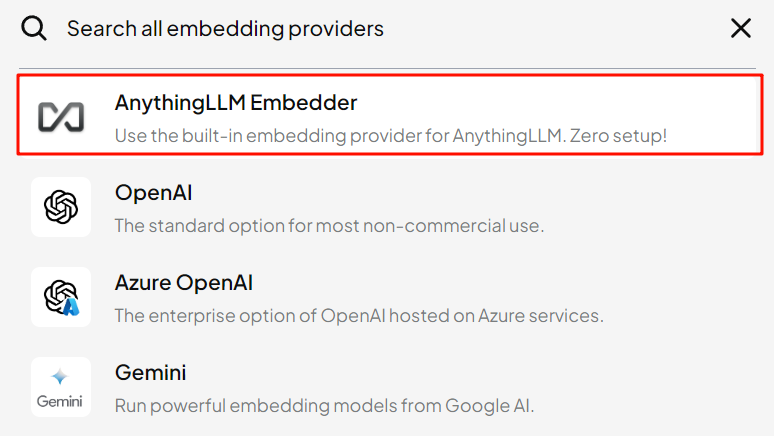 Search all embedding providers
AnythingLLM Embedder
Use the built-in embedding provider for AnythingLLM. Zero setup!
OpenAI
The standard option for most non-commercial use.
Azure OpenAI
The enterprise option of OpenAI hosted on Azure services.
Gemini
Gemini
Run powerful embedding models from Google AI.